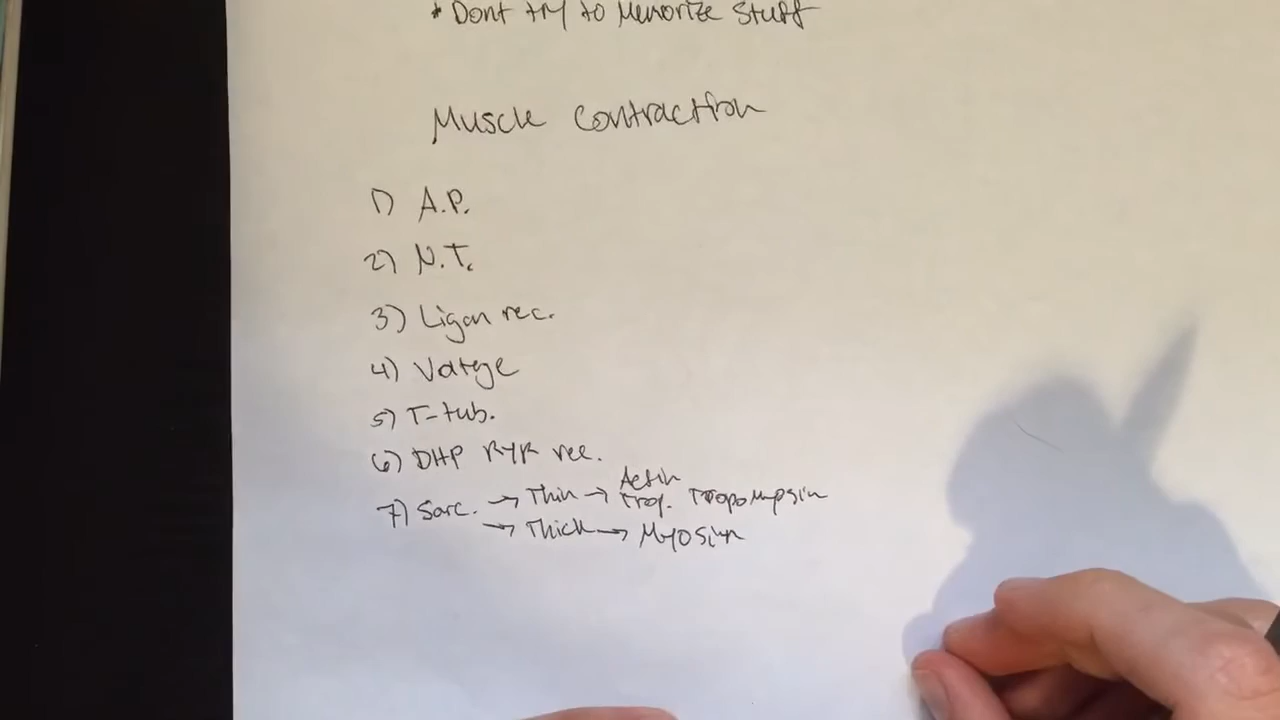 * Dont try to Memorize Stuff
Muscle Contraction
1) A.P.
2) N.T.
3) Ligan rec.
4) Voltage
5) T-tub.
6) DHP RYR rec.
7) Sarc. → Thin → Actin
Trop. Tropomyosin
→ Thick → Myosin